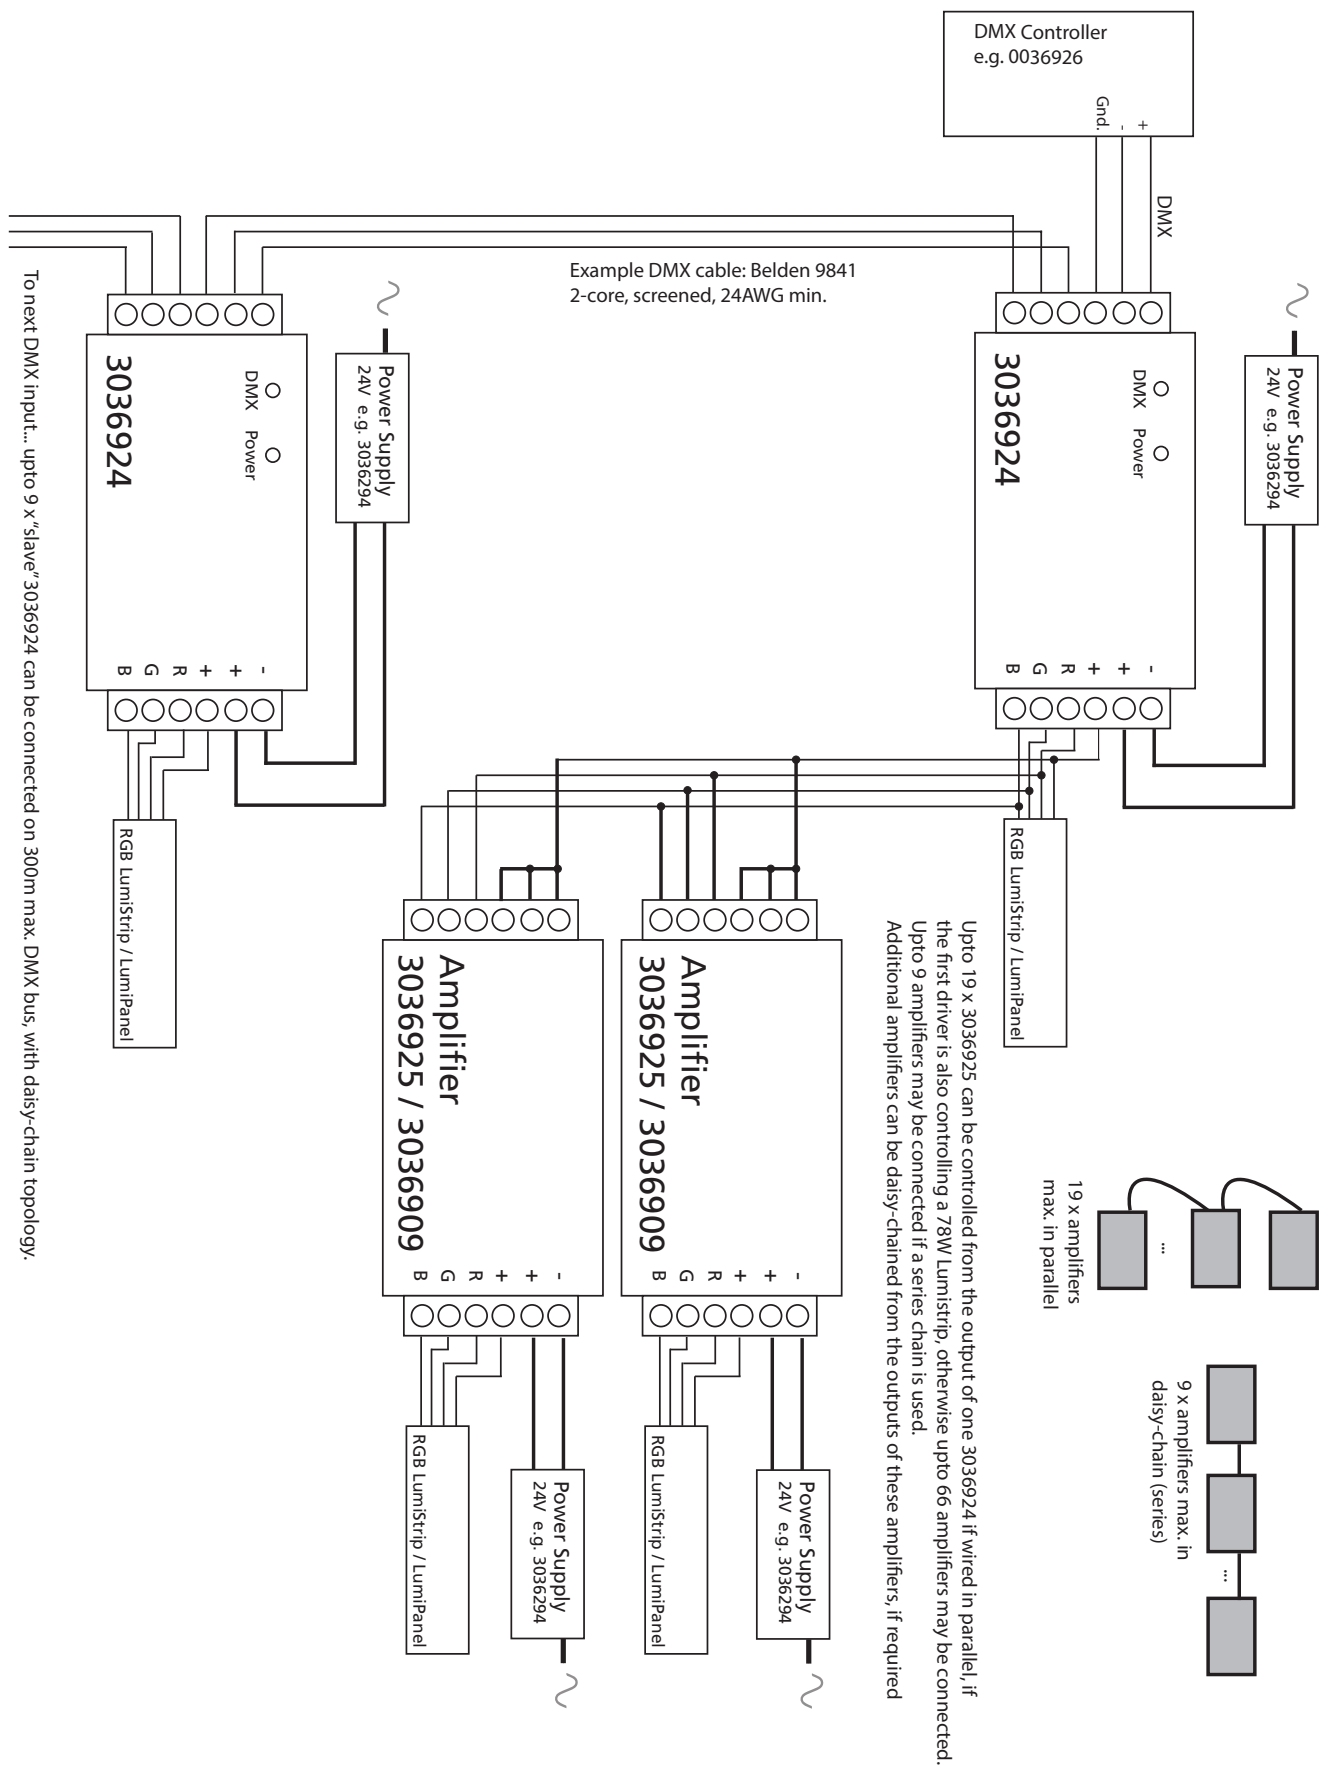 DMX Controller
e.g. 0036926
Gnd.
-
+
DMX
Example DMX cable: Belden 9841
2-core, screened, 24AWG min.
Power Supply
24V e.g. 3036294
3036924
DMX
Power
B
G
R
+
+
-
RGB LumiStrip / LumiPanel
Power Supply
24V e.g. 3036294
3036924
DMX
Power
B
G
R
+
+
-
RGB LumiStrip / LumiPanel
To next DMX input... upto 9 x "slave" 3036924 can be connected on 300m max. DMX bus, with daisy-chain topology.
Amplifier
3036925 / 3036909
B
G
R
+
+
-
RGB LumiStrip / LumiPanel
Power Supply
24V e.g. 3036294
Amplifier
3036925 / 3036909
B
G
R
+
+
-
RGB LumiStrip / LumiPanel
Power Supply
24V e.g. 3036294
Upto 19 x 3036925 can be controlled from the output of one 3036924 if wired in parallel, if
the first driver is also controlling a 78W Lumistrip, otherwise upto 66 amplifiers may be connected.
Upto 9 amplifiers may be connected if a series chain is used.
Additional amplifiers can be daisy-chained from the outputs of these amplifiers, if required
...
19 x amplifiers
max. in parallel
...
9 x amplifiers max. in
daisy-chain (series)